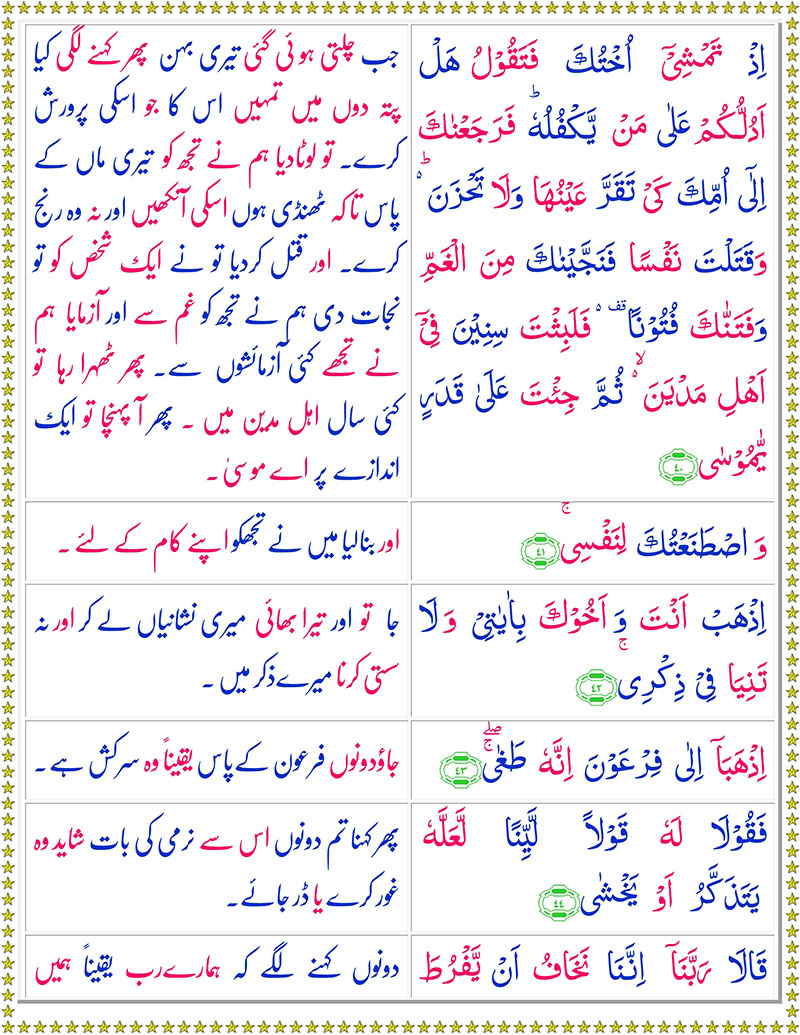 اِذْ تَمْشِیْۤ اُخْتُكَ فَتَقُوْلُ هَلْ
اَدُلُّكُمْ عَلٰی مَنْ یَّكْفُلُهٗ ؕ فَرَجَعْنٰكَ
اِلٰۤی اُمِّكَ كَیْ تَقَرَّ عَیْنُهَا وَلَا تَحْزَنَ ؕ۬
وَقَتَلْتَ نَفْسًا فَنَجَّیْنٰكَ مِنَ الْغَمِّ
وَفَتَنّٰكَ فُتُوْنًا ۫۬ فَلَبِثْتَ سِنِیْنَ فِیْۤ
اَهْلِ مَدْیَنَ ۬ۙ ثُمَّ جِئْتَ عَلٰی قَدَرٍ
یّٰمُوْسٰی ﴿۴۰﴾
جب چلتی ہوئی گئی تیری بہن پھر کہنے لگی کیا
پتہ دوں میں تمہیں اس کا جو اسکی پرورش
کرے۔ تو لوٹادیا ہم نے تجھ کو تیری ماں کے
پاس تاکہ ٹھنڈی ہوں اسکی آنکھیں اور نہ وہ رنج
کرے۔ اور قتل کردیا تو نے ایک شخص کو تو
نجات دی ہم نے تجھ کو غم سے اور آزمایا ہم
نے تجھے کئی آزمائشوں سے۔ پھر ٹھہرا رہا تو
کئی سال اہل مدین میں ۔ پھر آ پہنچا تو ایک
اندازے پر اے موسیٰ ۔
وَ اصْطَنَعْتُكَ لِنَفْسِیْ ۚ ﴿۴۱﴾
اور بنالیا میں نے تجھکو اپنے کام کے لئے ۔
اِذْهَبْ اَنْتَ وَ اَخُوْكَ بِاٰیٰتِیْ وَ لَا
تَنِیَا فِیْ ذِكْرِیْ ۚ ﴿۴۲﴾
جا تو اور تیرا بھائی میری نشانیاں لے کر اور نہ
سستی کرنا میرے ذکر میں ۔
اِذْهَبَاۤ اِلٰی فِرْعَوْنَ اِنَّهٗ طَغٰی ۚۖ ﴿۴۳﴾
جاؤ دونوں فرعون کے پاس یقیناً وہ سرکش ہے ۔
فَقُوْلَا لَهٗ قَوْلًا لَّیِّنًا لَّعَلَّهٗ
یَتَذَكَّرُ اَوْ یَخْشٰی ﴿۴۴﴾
پھر کہنا تم دونوں اس سے نرمی کی بات شاید وہ
غور کرے یا ڈر جائے ۔
قَالَا رَبَّنَاۤ اِنَّنَا نَخَافُ اَنْ یَّفْرُطَ
دونوں کہنے لگے کہ ہمارے رب یقیناً ہمیں